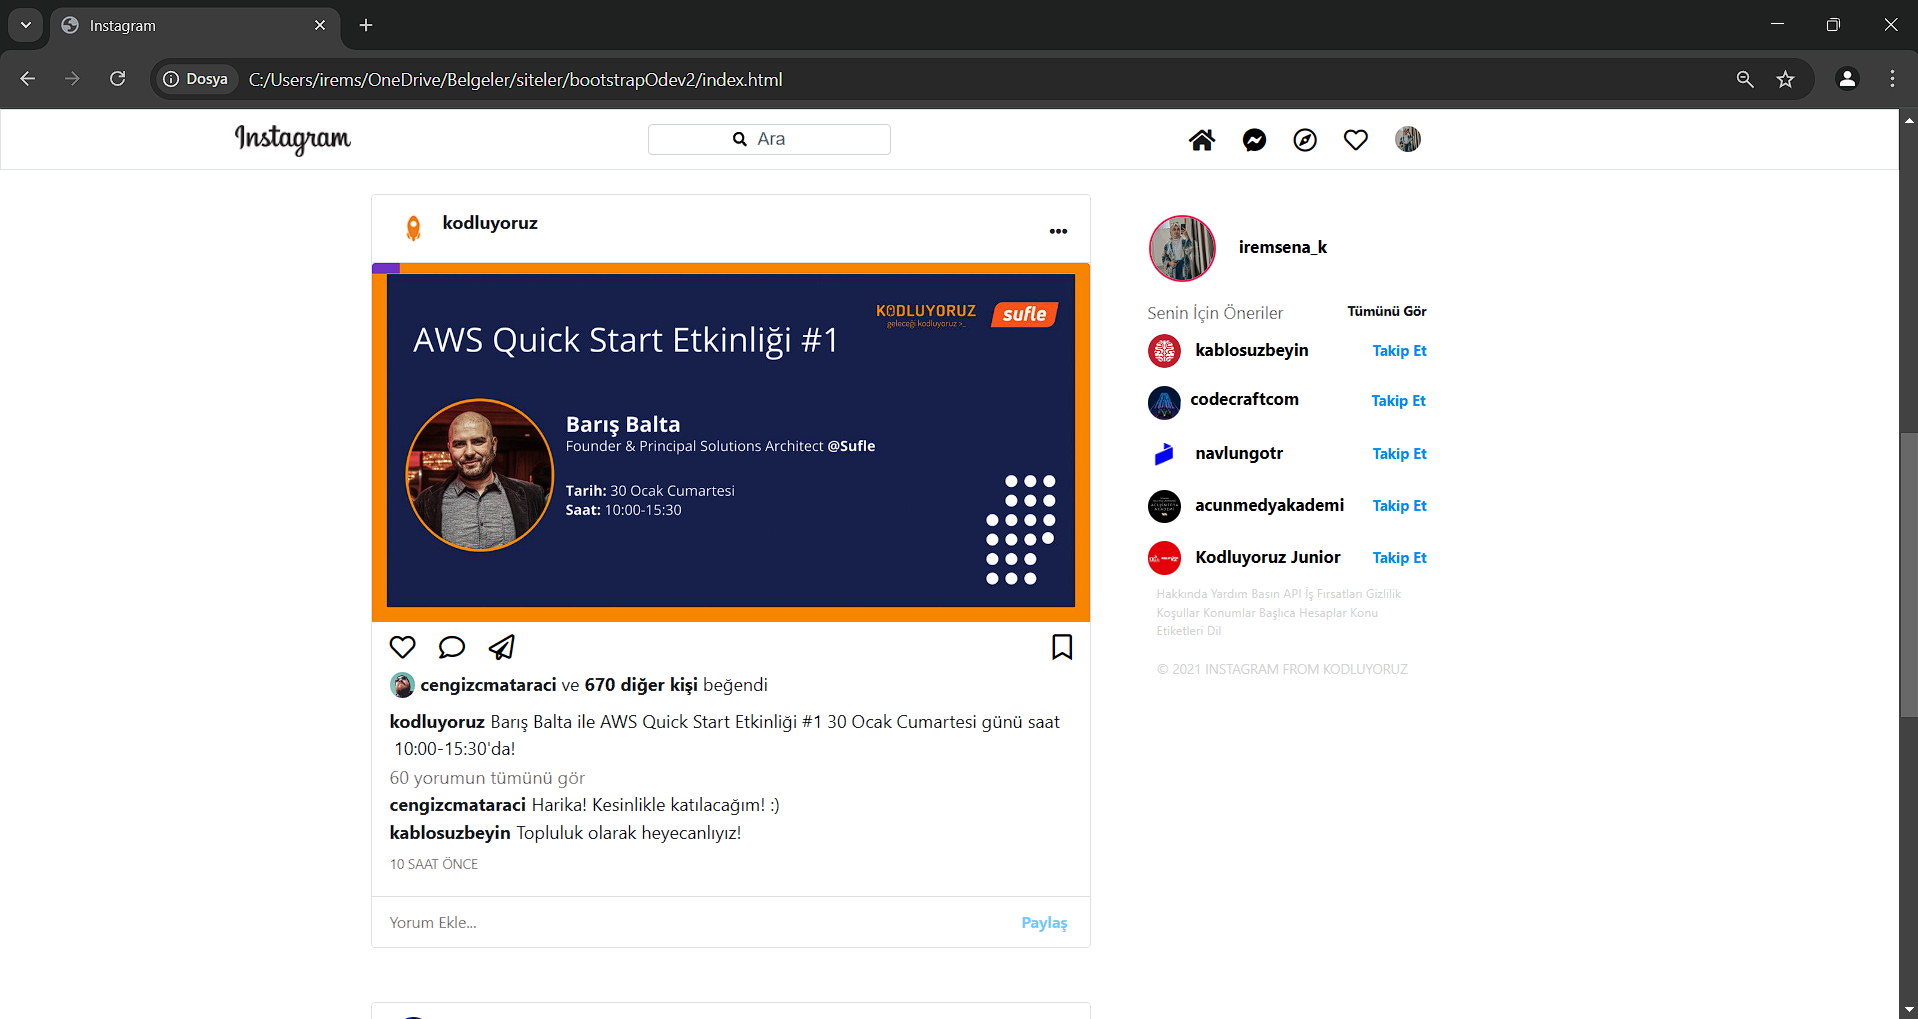 Instagram
Dosya
C:/Users/irems/OneDrive/Belgeler/siteler/bootstrapOdev2/index.html
Instagram
Ara
kodluyoruz
KODLUYORUZ
geleceği kodluyoruz >_
sufle
AWS Quick Start Etkinliği #1
Barış Balta
Founder & Principal Solutions Architect @Sufle
Tarih: 30 Ocak Cumartesi
Saat: 10:00-15:30
cengizcmataraci ve 670 diğer kişi beğendi
kodluyoruz Barış Balta ile AWS Quick Start Etkinliği #1 30 Ocak Cumartesi günü saat
10:00-15:30'da!
60 yorumun tümünü gör
cengizcmataraci Harika! Kesinlikle katılacağım! :)
kablosuzbeyin Topluluk olarak heyecanlıyız!
10 SAAT ÖNCE
Yorum Ekle...
Paylaş
iremsena_k
Senin İçin Öneriler
Tümünü Gör
kablosuzbeyin
Takip Et
codecraftcom
Takip Et
navlungotr
Takip Et
acunmedyakademi
Takip Et
Kodluyoruz Junior
Takip Et
Hakkında Yardım Basın API İş Fırsatları Gizlilik
Koşullar Konumlar Başlıca Hesaplar Konu
Etiketleri Dil
© 2021 INSTAGRAM FROM KODLUYORUZ